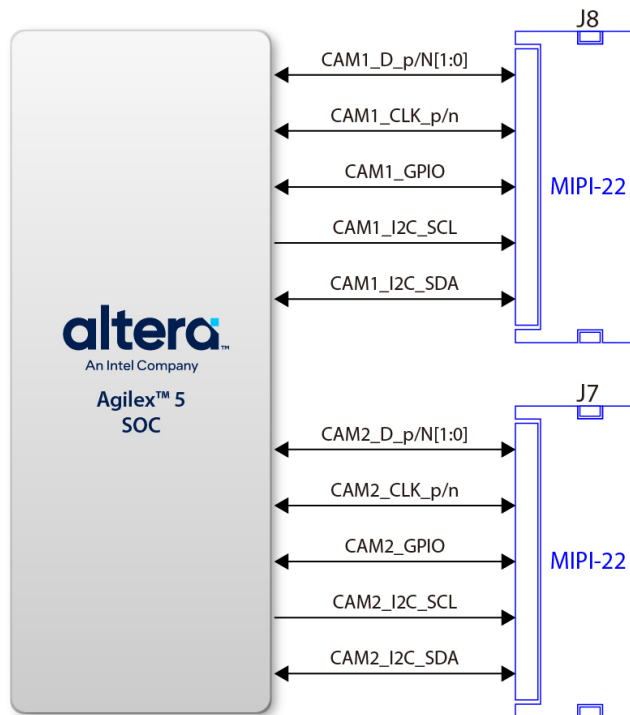 J8
CAM1_D_p/N[1:0]
CAM1_CLK_p/n
CAM1_GPIO
MIPI-22
CAM1_I2C_SCL
CAM1_I2C_SDA
altera™
An Intel Company
Agilex™ 5
SOC
J7
CAM2_D_p/N[1:0]
CAM2_CLK_p/n
CAM2_GPIO
MIPI-22
CAM2_I2C_SCL
CAM2_I2C_SDA